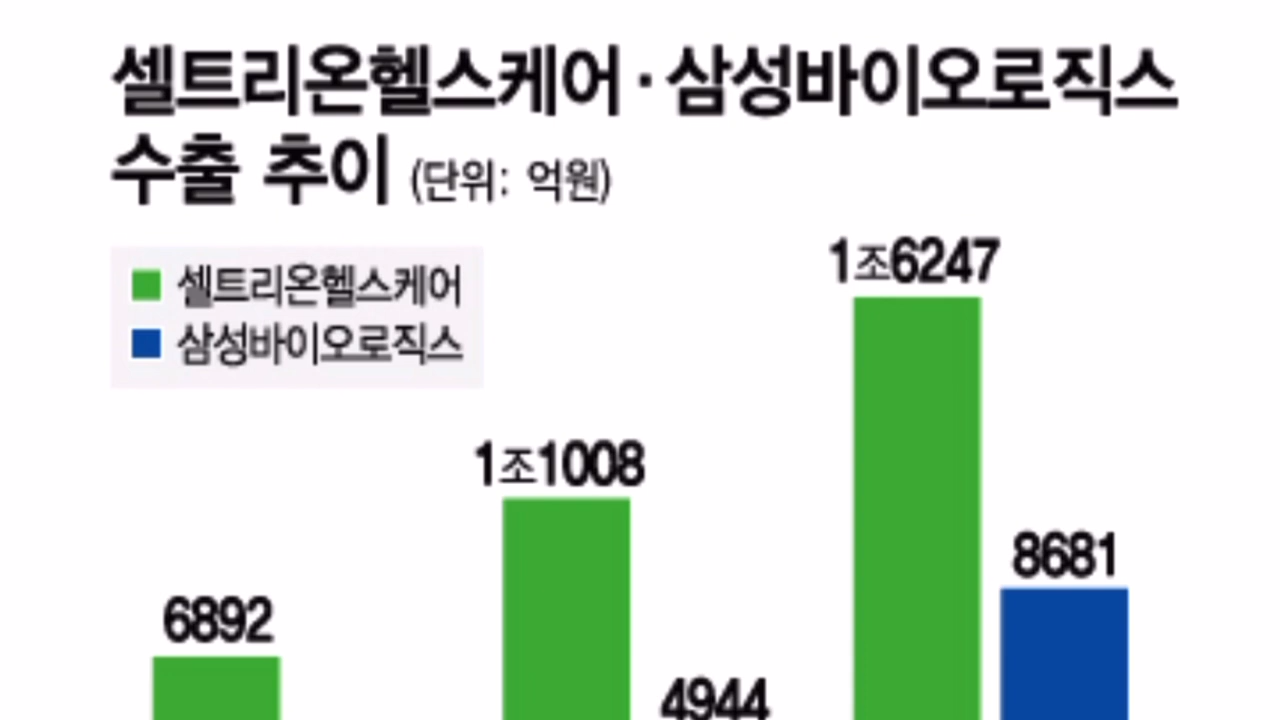 셀트리온헬스케어·삼성바이오로직스
수출 추이 (단위: 억원)
셀트리온헬스케어
삼성바이오로직스
1조6247
1조1008
8681
6892
4944